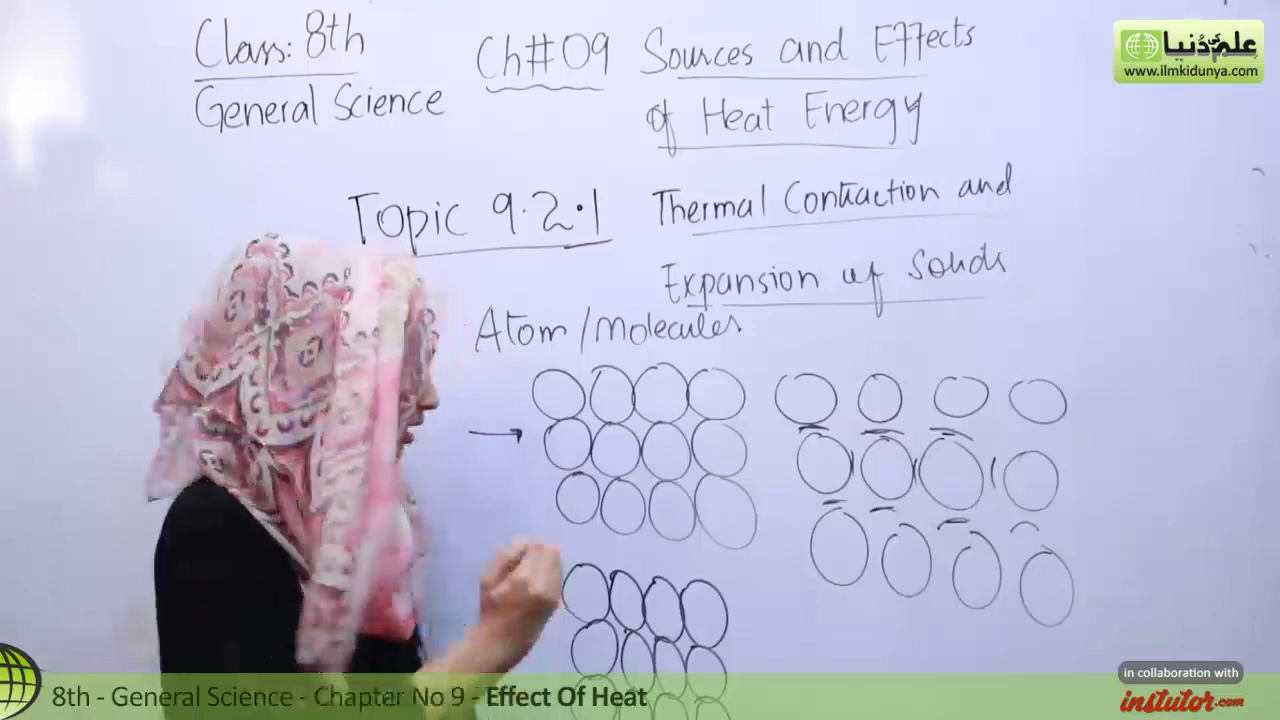 Class: 8th
General Science
Ch#09 Sources and Effects
of Heat Energy
Topic 9.2.1 Thermal Contraction and
Expansion of Solids
Atom/Molecules
علم کی دُنیا
www.ilmkidunya.com
8th - General Science - Chapter No 9 - Effect Of Heat
in collaboration with
instutor.com